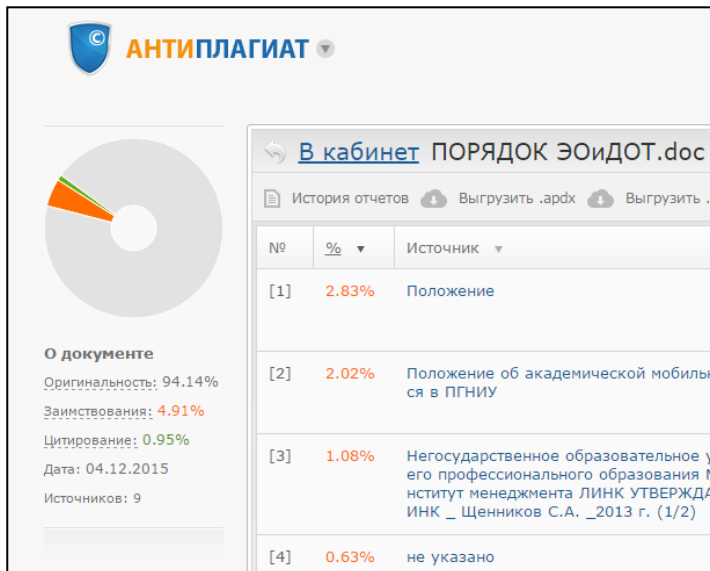 ©
АНТИПЛАГИАТ
В кабинет ПОРЯДОК ЭОиДОТ.doc
История отчетов Выгрузить .apdx Выгрузить .
№ % Источник
[1] 2.83% Положение
О документе
Оригинальность: 94.14%
Заимствования: 4.91%
Цитирование: 0.95%
Дата: 04.12.2015
Источников: 9
[2] 2.02% Положение об академической мобиль
ся в ПГНИУ
[3] 1.08% Негосударственное образовательное у
его профессионального образования М
нститут менеджмента ЛИНК УТВЕРЖДА
ИНК _ Щенников С.А. _2013 г. (1/2)
[4] 0.63% не указано